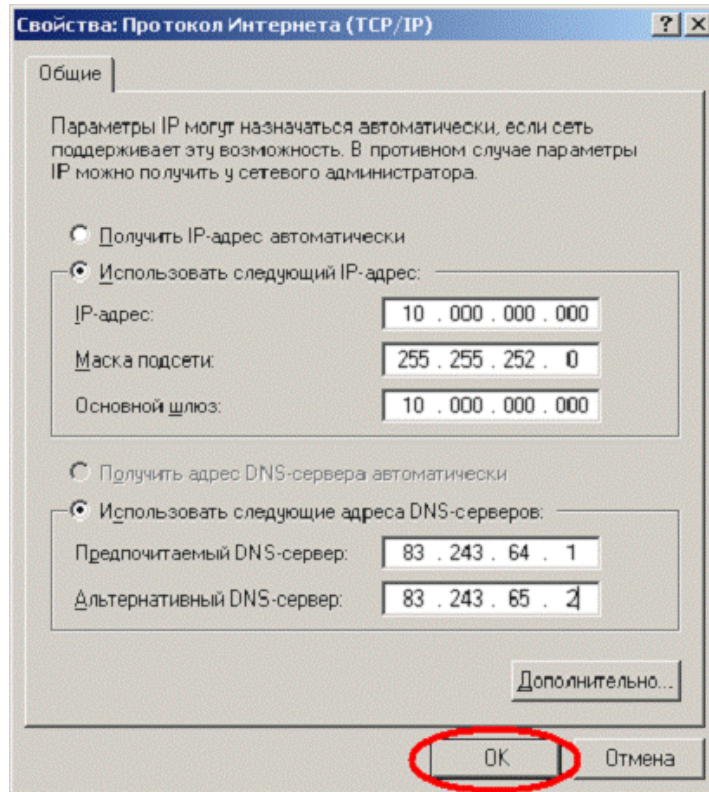 Свойства: Протокол Интернета (TCP/IP)
Общие
Параметры IP могут назначаться автоматически, если сеть
поддерживает эту возможность. В противном случае параметры
IP можно получить у сетевого администратора.
Получить IP-адрес автоматически
Использовать следующий IP-адрес:
IP-адрес: 10 . 000 . 000 . 000
Маска подсети: 255 . 255 . 252 . 0
Основной шлюз: 10 . 000 . 000 . 000
Получить адрес DNS-сервера автоматически
Использовать следующие адреса DNS-серверов:
Предпочитаемый DNS-сервер: 83 . 243 . 64 . 1
Альтернативный DNS-сервер: 83 . 243 . 65 . 2
Дополнительно...
OK Отмена